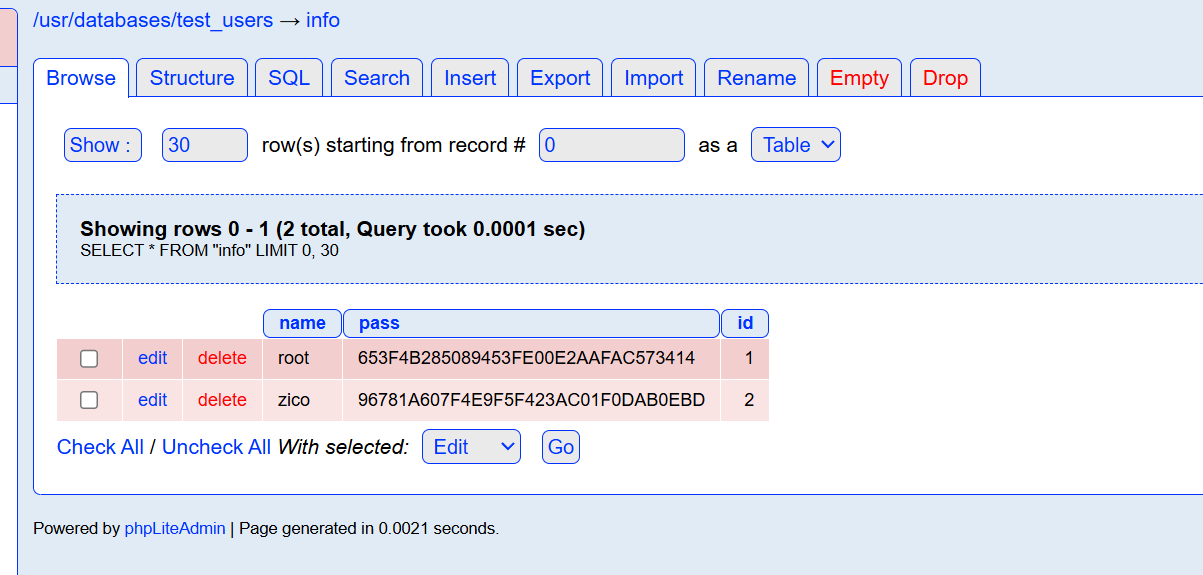 /usr/databases/test_users → info
Browse Structure SQL Search Insert Export Import Rename Empty Drop
Show : 30 row(s) starting from record # 0 as a Table
Showing rows 0 - 1 (2 total, Query took 0.0001 sec)
SELECT * FROM "info" LIMIT 0, 30
name pass id
edit delete root 653F4B285089453FE00E2AAFAC573414 1
edit delete zico 96781A607F4E9F5F423AC01F0DAB0EBD 2
Check All / Uncheck All With selected: Edit Go
Powered by phpLiteAdmin | Page generated in 0.0021 seconds.